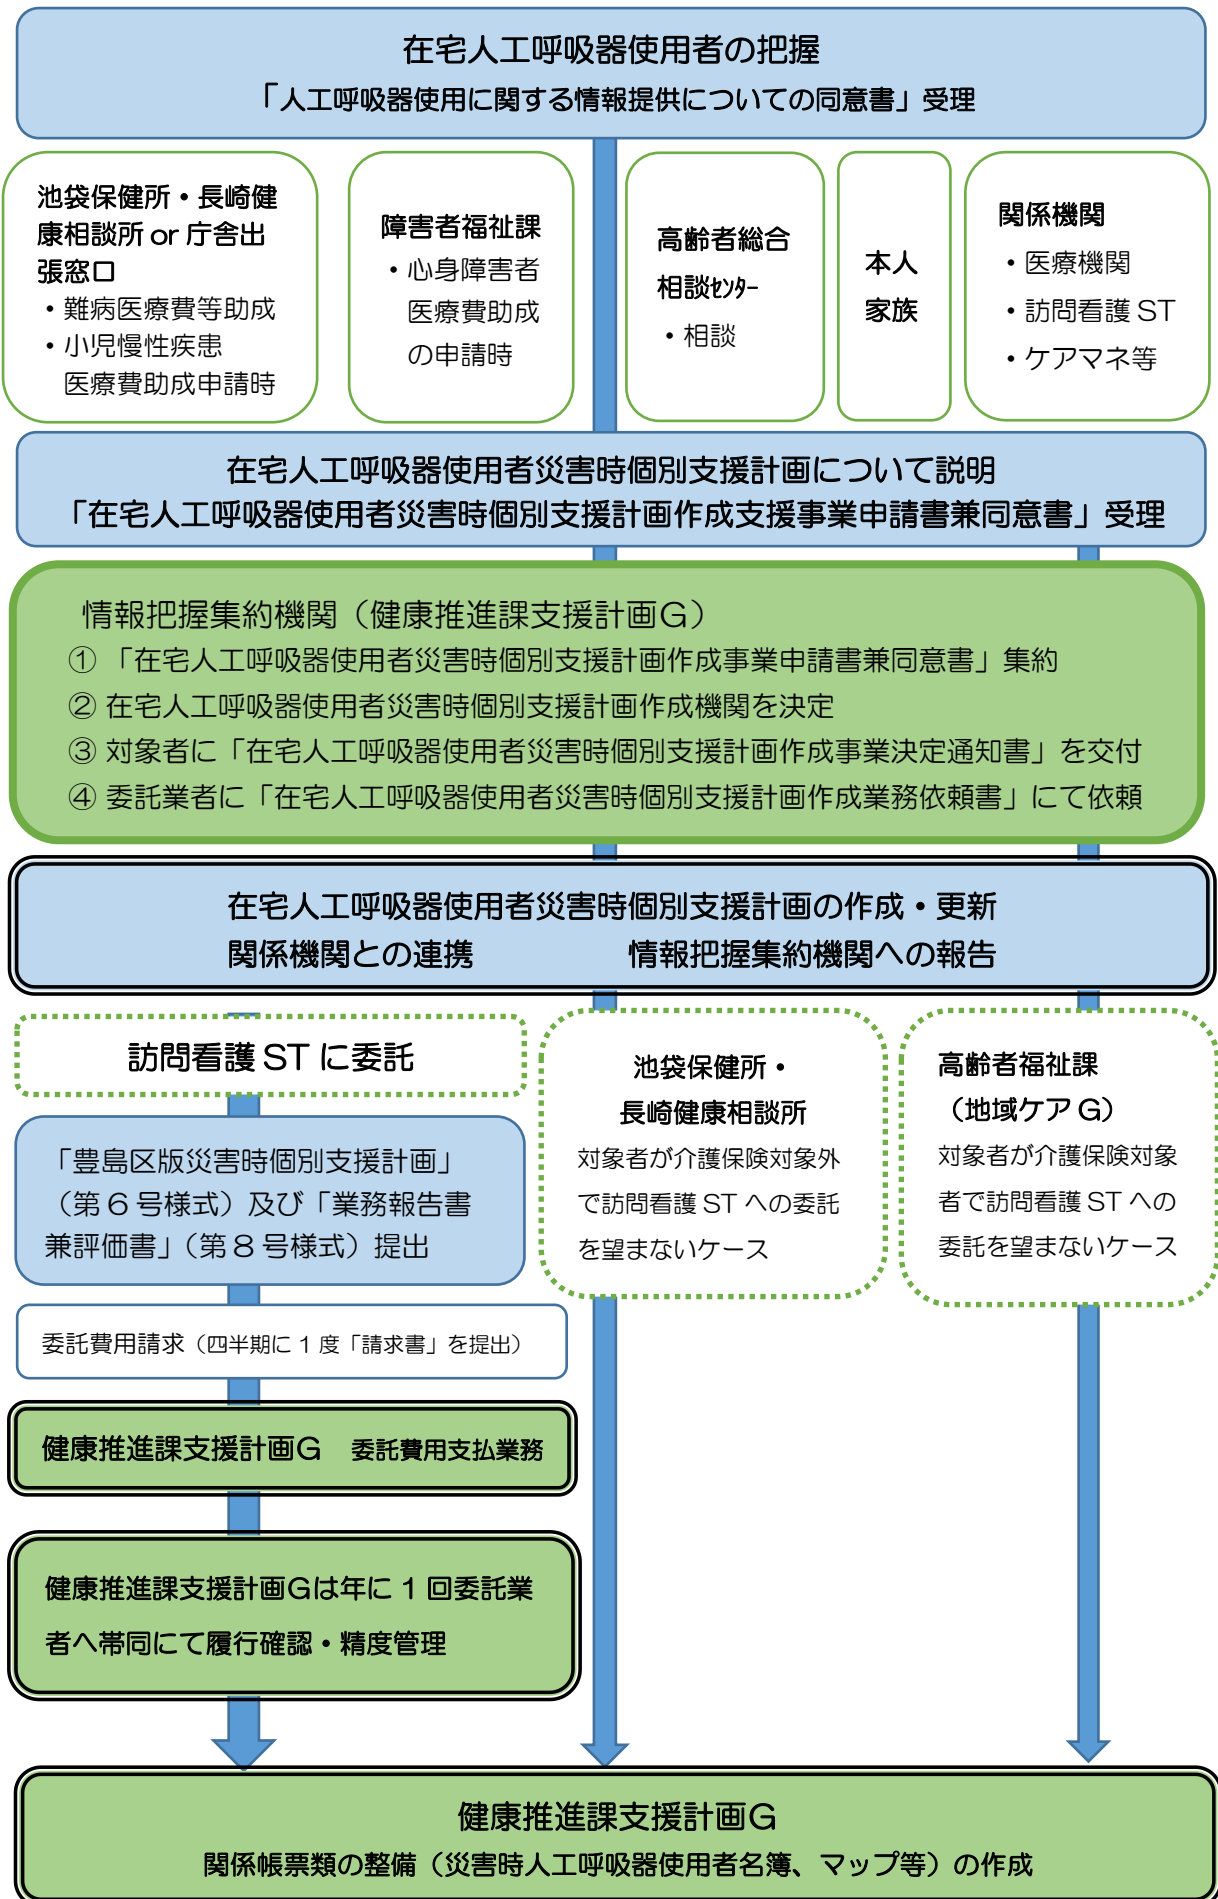 在宅人工呼吸器使用者の把握
「人工呼吸器使用に関する情報提供についての同意書」受理
池袋保健所・長崎健
康相談所 or 庁舎出
張窓口
・難病医療費等助成
・小児慢性疾患
医療費助成申請時
障害者福祉課
・心身障害者
医療費助成
の申請時
高齢者総合
相談ｾﾝﾀｰ
・相談
本人
家族
関係機関
・医療機関
・訪問看護 ST
・ケアマネ等
在宅人工呼吸器使用者災害時個別支援計画について説明
「在宅人工呼吸器使用者災害時個別支援計画作成支援事業申請書兼同意書」受理
情報把握集約機関（健康推進課支援計画G）
① 「在宅人工呼吸器使用者災害時個別支援計画作成事業申請書兼同意書」集約
② 在宅人工呼吸器使用者災害時個別支援計画作成機関を決定
③ 対象者に「在宅人工呼吸器使用者災害時個別支援計画作成事業決定通知書」を交付
④ 委託業者に「在宅人工呼吸器使用者災害時個別支援計画作成業務依頼書」にて依頼
在宅人工呼吸器使用者災害時個別支援計画の作成・更新
関係機関との連携　　　　　情報把握集約機関への報告
訪問看護 ST に委託
「豊島区版災害時個別支援計画」
（第６号様式）及び「業務報告書
兼評価書」（第８号様式）提出
委託費用請求（四半期に 1 度「請求書」を提出）
健康推進課支援計画G　委託費用支払業務
健康推進課支援計画Gは年に 1 回委託業
者へ帯同にて履行確認・精度管理
池袋保健所・
長崎健康相談所
対象者が介護保険対象外
で訪問看護 ST への委託
を望まないケース
高齢者福祉課
（地域ケア G）
対象者が介護保険対象
者で訪問看護 ST への
委託を望まないケース
健康推進課支援計画G
関係帳票類の整備（災害時人工呼吸器使用者名簿、マップ等）の作成